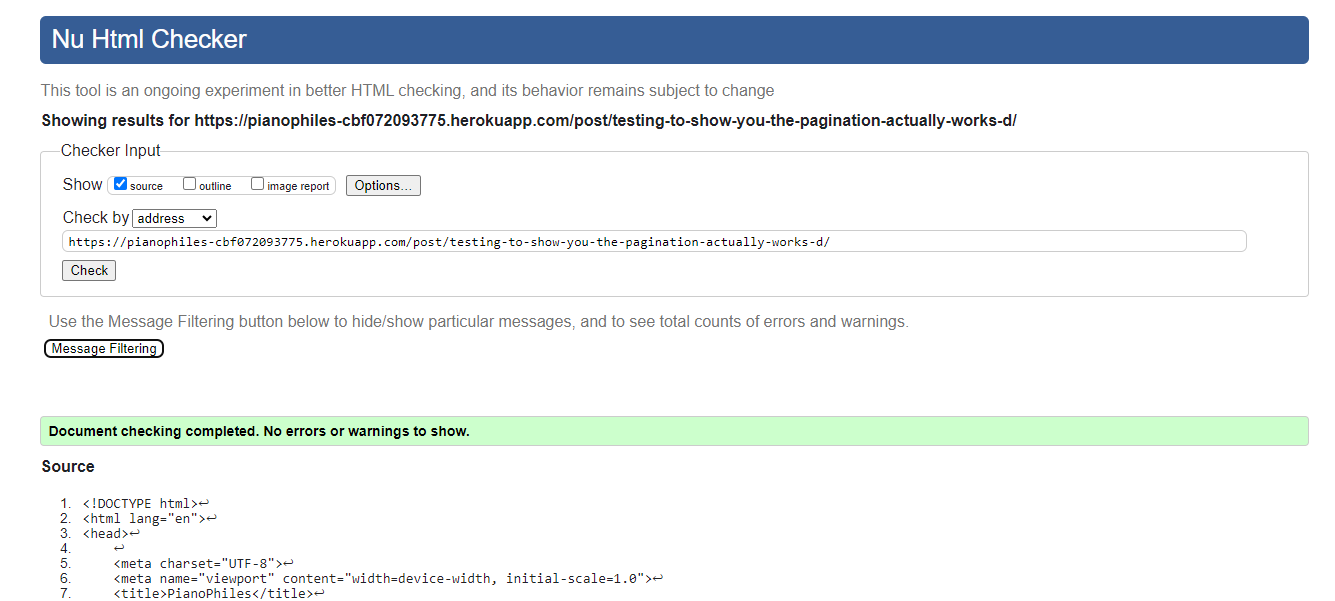 Nu Html Checker
This tool is an ongoing experiment in better HTML checking, and its behavior remains subject to change
Showing results for https://pianophiles-cbf072093775.herokuapp.com/post/testing-to-show-you-the-pagination-actually-works-d/
Checker Input
Show source outline image report Options...
Check by address
https://pianophiles-cbf072093775.herokuapp.com/post/testing-to-show-you-the-pagination-actually-works-d/
Check
Use the Message Filtering button below to hide/show particular messages, and to see total counts of errors and warnings.
Message Filtering
Document checking completed. No errors or warnings to show.
Source
1. <!DOCTYPE html>↩
2. <html lang="en">↩
3. <head>↩
4. ↩
5. <meta charset="UTF-8">↩
6. <meta name="viewport" content="width=device-width, initial-scale=1.0">↩
7. <title>PianoPhiles</title>↩